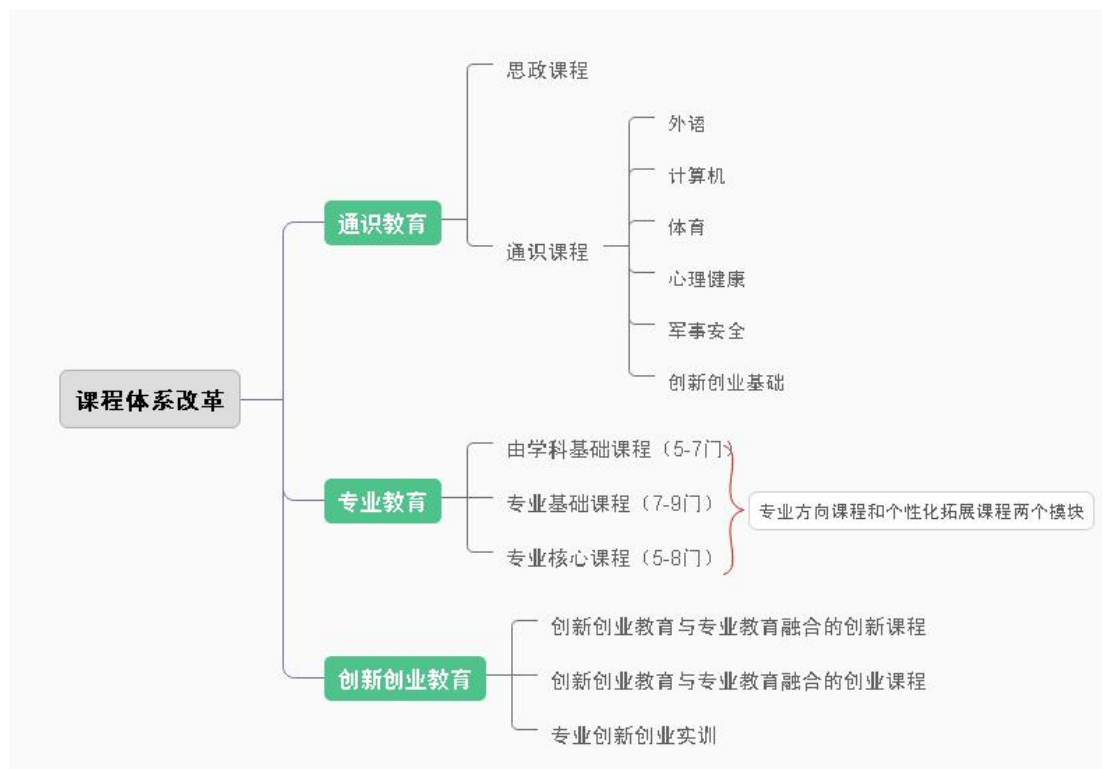 课程体系改革
通识教育
思政课程
通识课程
外语
计算机
体育
心理健康
军事安全
创新创业基础
专业教育
由学科基础课程（5-7门）
专业基础课程（7-9门）
专业核心课程（5-8门）
专业方向课程和个性化拓展课程两个模块
创新创业教育
创新创业教育与专业教育融合的创新课程
创新创业教育与专业教育融合的创业课程
专业创新创业实训